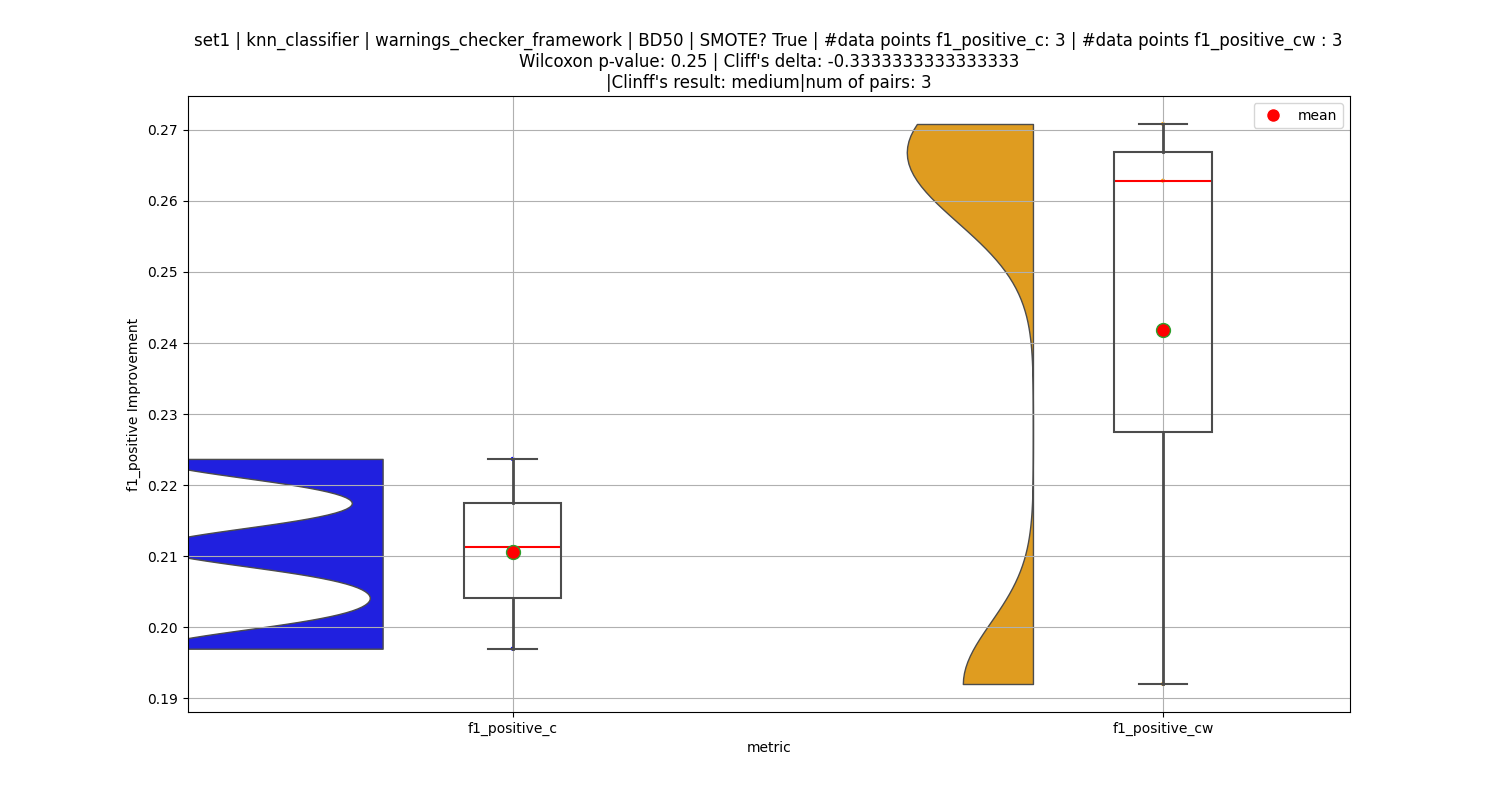 set1 | knn_classifier | warnings_checker_framework | BD50 | SMOTE? True | #data points f1_positive_c: 3 | #data points f1_positive_cw : 3
Wilcoxon p-value: 0.25 | Cliff's delta: -0.3333333333333333
|Clinff's result: medium|num of pairs: 3
mean
0.27
0.26
0.25
0.24
0.23
0.22
0.21
0.20
0.19
f1_positive Improvement
f1_positive_c
f1_positive_cw
metric